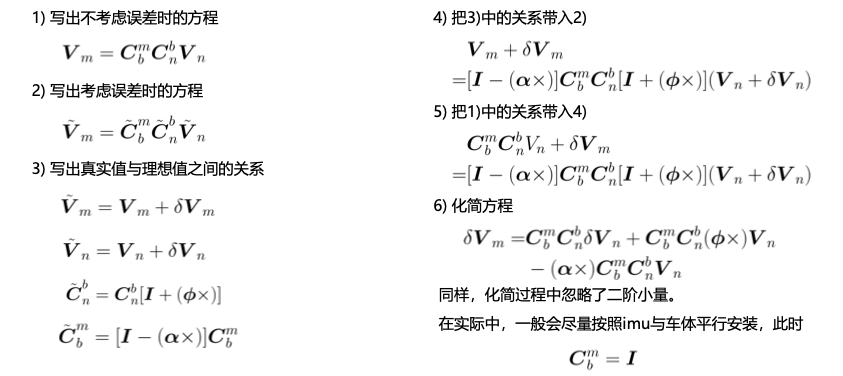 1) 写出不考虑误差时的方程
$\boldsymbol{V}_m = \boldsymbol{C}_b^m \boldsymbol{C}_n^b \boldsymbol{V}_n$
2) 写出考虑误差时的方程
$\tilde{\boldsymbol{V}}_m = \tilde{\boldsymbol{C}}_b^m \tilde{\boldsymbol{C}}_n^b \tilde{\boldsymbol{V}}_n$
3) 写出真实值与理想值之间的关系
$\tilde{\boldsymbol{V}}_m = \boldsymbol{V}_m + \delta \boldsymbol{V}_m$
$\tilde{\boldsymbol{V}}_n = \boldsymbol{V}_n + \delta \boldsymbol{V}_n$
$\tilde{\boldsymbol{C}}_n^b = \boldsymbol{C}_n^b [\boldsymbol{I} + (\boldsymbol{\phi} \times)]$
$\tilde{\boldsymbol{C}}_b^m = [\boldsymbol{I} - (\boldsymbol{\alpha} \times)] \boldsymbol{C}_b^m$
4) 把3)中的关系带入2)
$\boldsymbol{V}_m + \delta \boldsymbol{V}_m$
$= [\boldsymbol{I} - (\boldsymbol{\alpha} \times)] \boldsymbol{C}_b^m \boldsymbol{C}_n^b [\boldsymbol{I} + (\boldsymbol{\phi} \times)] (\boldsymbol{V}_n + \delta \boldsymbol{V}_n)$
5) 把1)中的关系带入4)
$\boldsymbol{C}_b^m \boldsymbol{C}_n^b V_n + \delta \boldsymbol{V}_m$
$= [\boldsymbol{I} - (\boldsymbol{\alpha} \times)] \boldsymbol{C}_b^m \boldsymbol{C}_n^b [\boldsymbol{I} + (\boldsymbol{\phi} \times)] (\boldsymbol{V}_n + \delta \boldsymbol{V}_n)$
6) 化简方程
$\delta \boldsymbol{V}_m = \boldsymbol{C}_b^m \boldsymbol{C}_n^b \delta \boldsymbol{V}_n + \boldsymbol{C}_b^m \boldsymbol{C}_n^b (\boldsymbol{\phi} \times) \boldsymbol{V}_n$
$- (\boldsymbol{\alpha} \times) \boldsymbol{C}_b^m \boldsymbol{C}_n^b \boldsymbol{V}_n$
同样，化简过程中忽略了二阶小量。
在实际中，一般会尽量按照imu与车体平行安装，此时
$\boldsymbol{C}_b^m = \boldsymbol{I}$